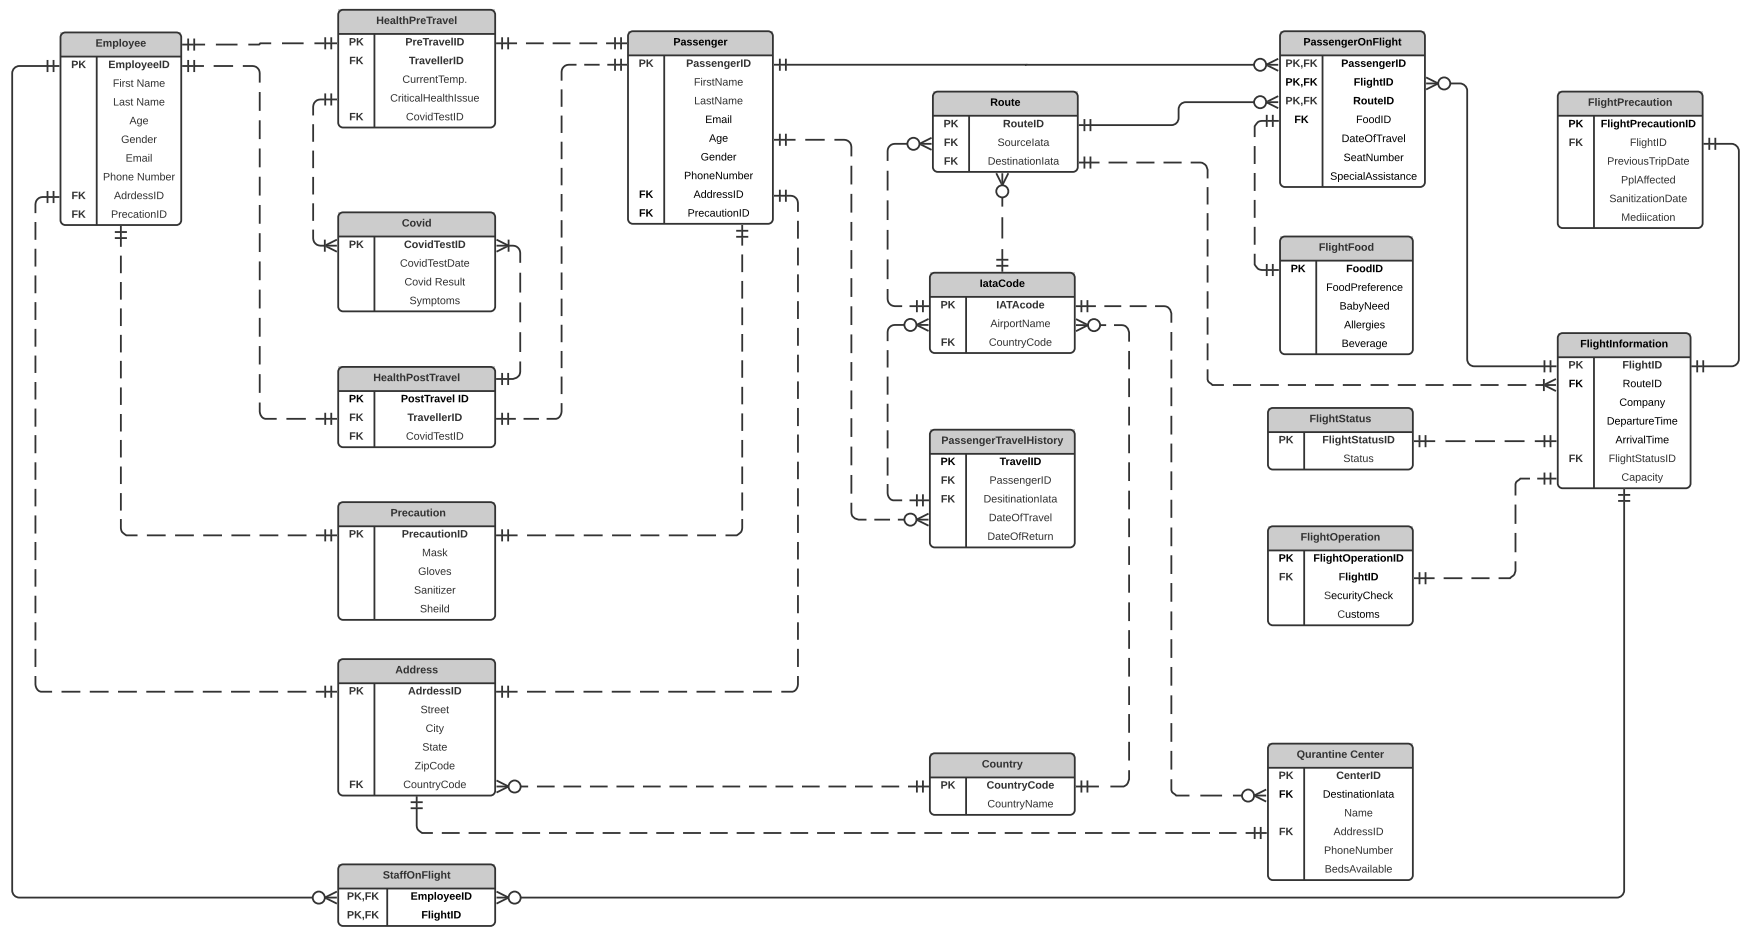 Employee
PK EmployeeID
First Name
Last Name
Age
Gender
Email
Phone Number
FK AdrdessID
FK PrecationID
HealthPreTravel
PK PreTravelID
FK TravellerID
CurrentTemp.
CriticalHealthIssue
FK CovidTestID
Covid
PK CovidTestID
CovidTestDate
Covid Result
Symptoms
HealthPostTravel
PK PostTravel ID
FK TravellerID
FK CovidTestID
Precaution
PK PrecautionID
Mask
Gloves
Sanitizer
Sheild
Address
PK AdrdessID
Street
City
State
ZipCode
FK CountryCode
StaffOnFlight
PK,FK EmployeeID
PK,FK FlightID
Passenger
PK PassengerID
FirstName
LastName
Email
Age
Gender
PhoneNumber
FK AddressID
FK PrecautionID
Route
PK RouteID
FK SourceIata
FK DestinationIata
IataCode
PK IATAcode
AirportName
FK CountryCode
PassengerTravelHistory
PK TravelID
FK PassengerID
FK DesitinationIata
DateOfTravel
DateOfReturn
Country
PK CountryCode
CountryName
PassengerOnFlight
PK,FK PassengerID
PK,FK FlightID
PK,FK RouteID
FK FoodID
DateOfTravel
SeatNumber
SpecialAssistance
FlightFood
PK FoodID
FoodPreference
BabyNeed
Allergies
Beverage
FlightStatus
PK FlightStatusID
Status
FlightOperation
PK FlightOperationID
FK FlightID
SecurityCheck
Customs
Qurantine Center
PK CenterID
FK DestinationIata
Name
FK AddressID
PhoneNumber
BedsAvailable
FlightPrecaution
PK FlightPrecautionID
FK FlightID
PreviousTripDate
PplAffected
SanitizationDate
Mediication
FlightInformation
PK FlightID
FK RouteID
Company
DepartureTime
ArrivalTime
FK FlightStatusID
Capacity